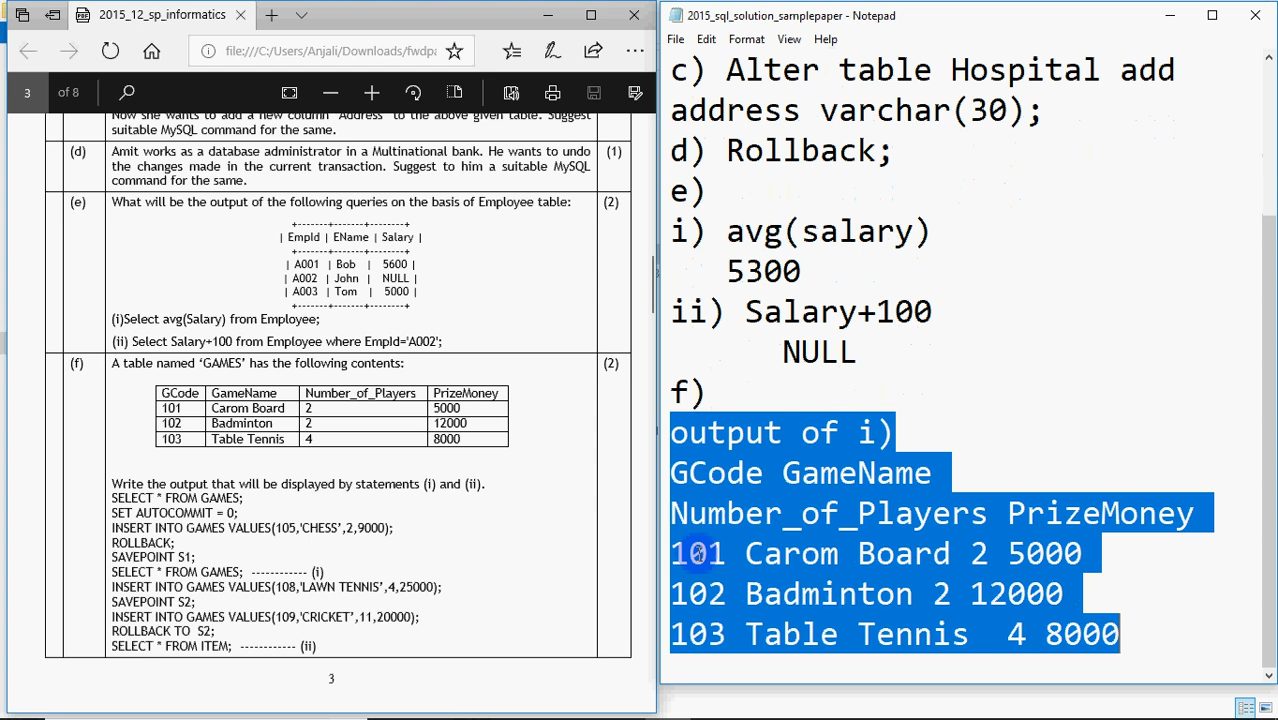 2015_12_sp_informatics
file:///C:/Users/Anjali/Downloads/fwdpa
3 of 8
Now she wants to add a new column "Address" to the above given table. Suggest
suitable MySQL command for the same.
(d) Amit works as a database administrator in a Multinational bank. He wants to undo (1)
the changes made in the current transaction. Suggest to him a suitable MySQL
command for the same.
(e) What will be the output of the following queries on the basis of Employee table: (2)
+-------+-------+--------+
| EmpId | EName | Salary |
+-------+-------+--------+
| A001 | Bob | 5600 |
| A002 | John | NULL |
| A003 | Tom | 5000 |
+-------+-------+--------+
(i)Select avg(Salary) from Employee;
(ii) Select Salary+100 from Employee where EmpId='A002';
(f) A table named ‘GAMES’ has the following contents: (2)
GCode GameName Number_of_Players PrizeMoney
101 Carom Board 2 5000
102 Badminton 2 12000
103 Table Tennis 4 8000
Write the output that will be displayed by statements (i) and (ii).
SELECT * FROM GAMES;
SET AUTOCOMMIT = 0;
INSERT INTO GAMES VALUES(105,'CHESS’,2,9000);
ROLLBACK;
SAVEPOINT S1;
SELECT * FROM GAMES; ------------ (i)
INSERT INTO GAMES VALUES(108,’LAWN TENNIS’,4,25000);
SAVEPOINT S2;
INSERT INTO GAMES VALUES(109,’CRICKET’,11,20000);
ROLLBACK TO S2;
SELECT * FROM ITEM; ------------ (ii)
3
2015_sql_solution_samplepaper - Notepad
File Edit Format View Help
c) Alter table Hospital add
address varchar(30);
d) Rollback;
e)
i) avg(salary)
5300
ii) Salary+100
NULL
f)
output of i)
GCode GameName
Number_of_Players PrizeMoney
101 Carom Board 2 5000
102 Badminton 2 12000
103 Table Tennis 4 8000